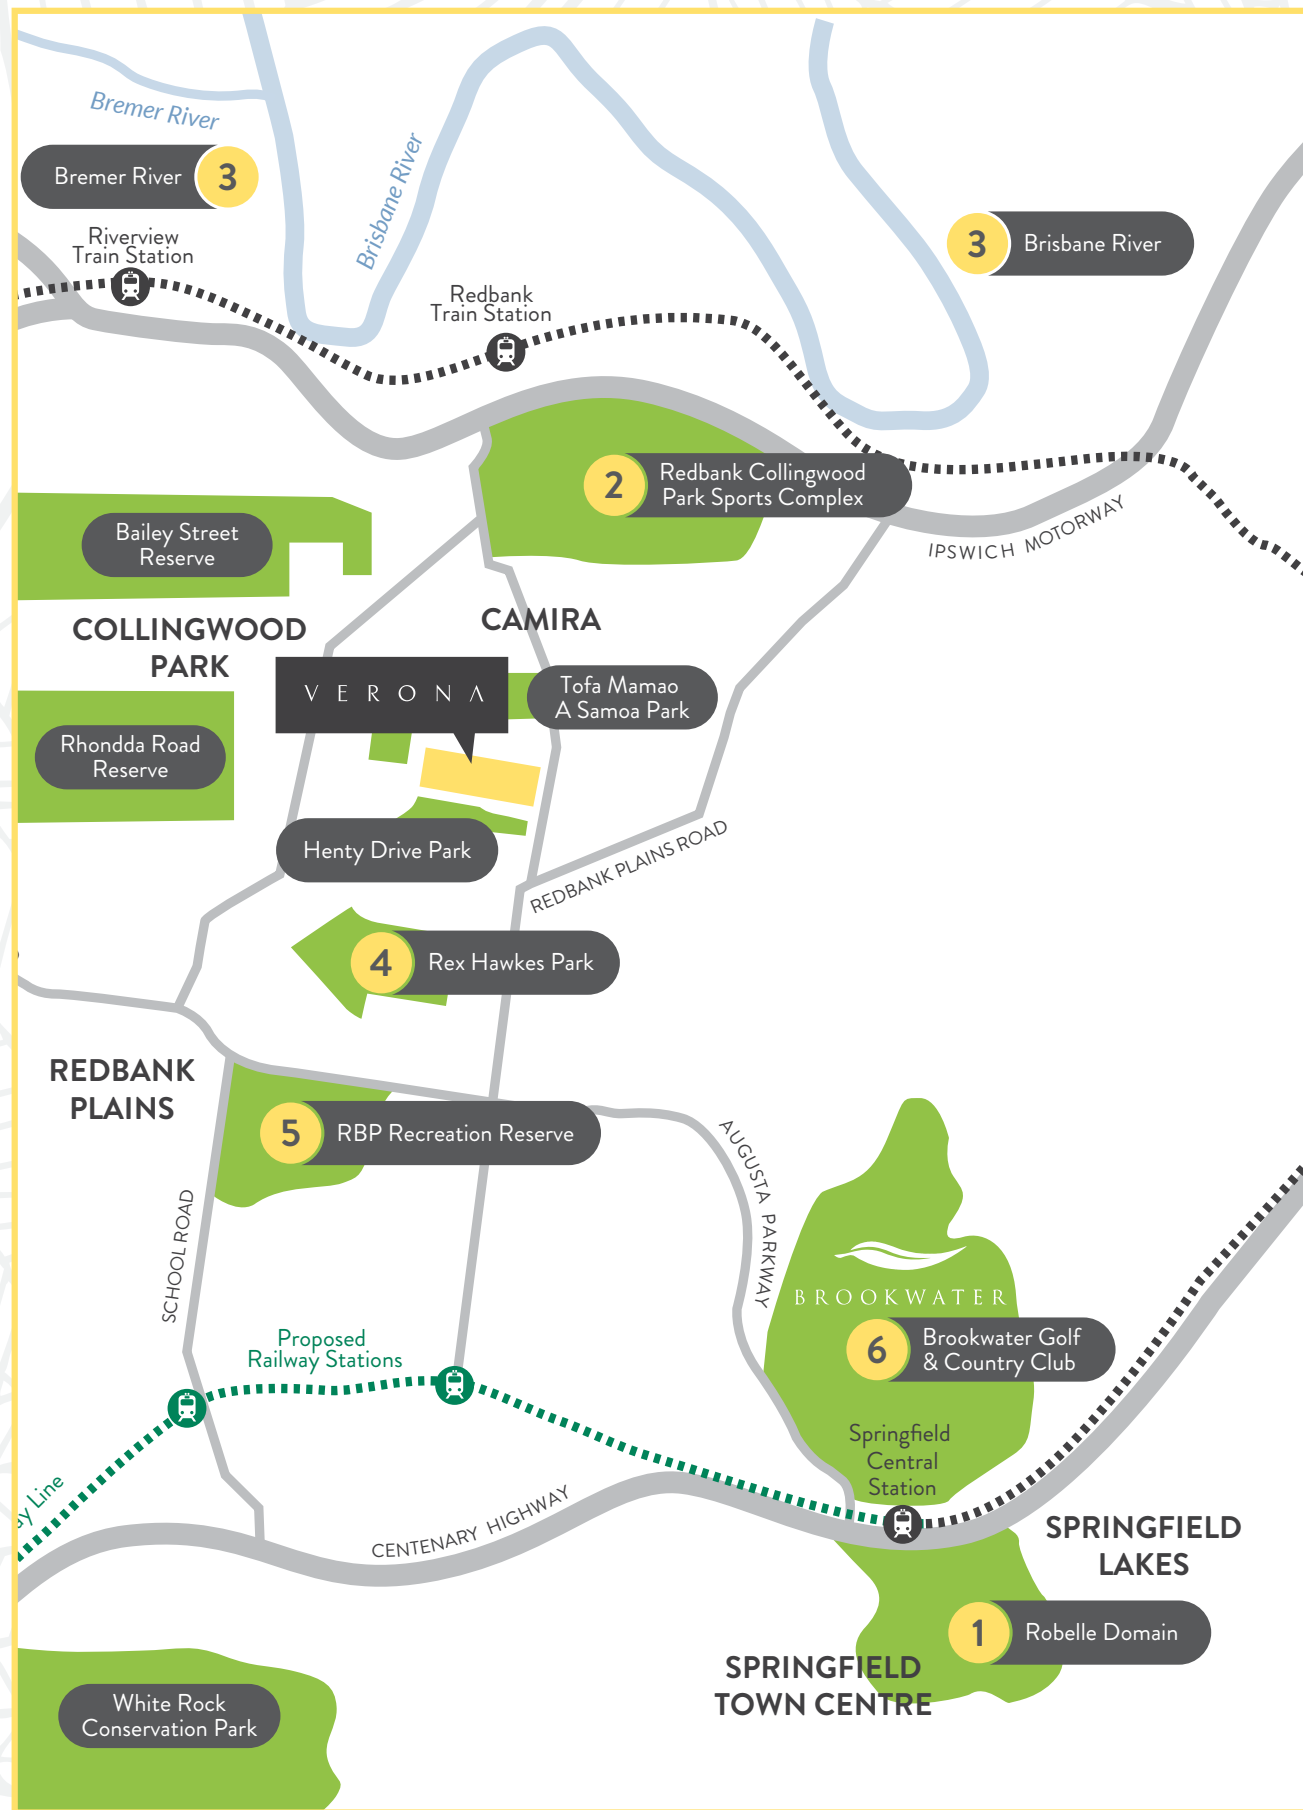 Bremer River
Brisbane River
Bremer River
3
3
Brisbane River
Riverview
Train Station
Redbank
Train Station
2
Redbank Collingwood
Park Sports Complex
IPSWICH MOTORWAY
Bailey Street
Reserve
COLLINGWOOD
PARK
CAMIRA
VERONA
Tofa Mamao
A Samoa Park
Rhondda Road
Reserve
Henty Drive Park
REDBANK PLAINS ROAD
4
Rex Hawkes Park
REDBANK
PLAINS
5
RBP Recreation Reserve
AUGUSTA PARKWAY
SCHOOL ROAD
BROOKWATER
6
Brookwater Golf
& Country Club
Proposed
Railway Stations
Springfield
Central
Station
ay Line
CENTENARY HIGHWAY
SPRINGFIELD
LAKES
1
Robelle Domain
SPRINGFIELD
TOWN CENTRE
White Rock
Conservation Park